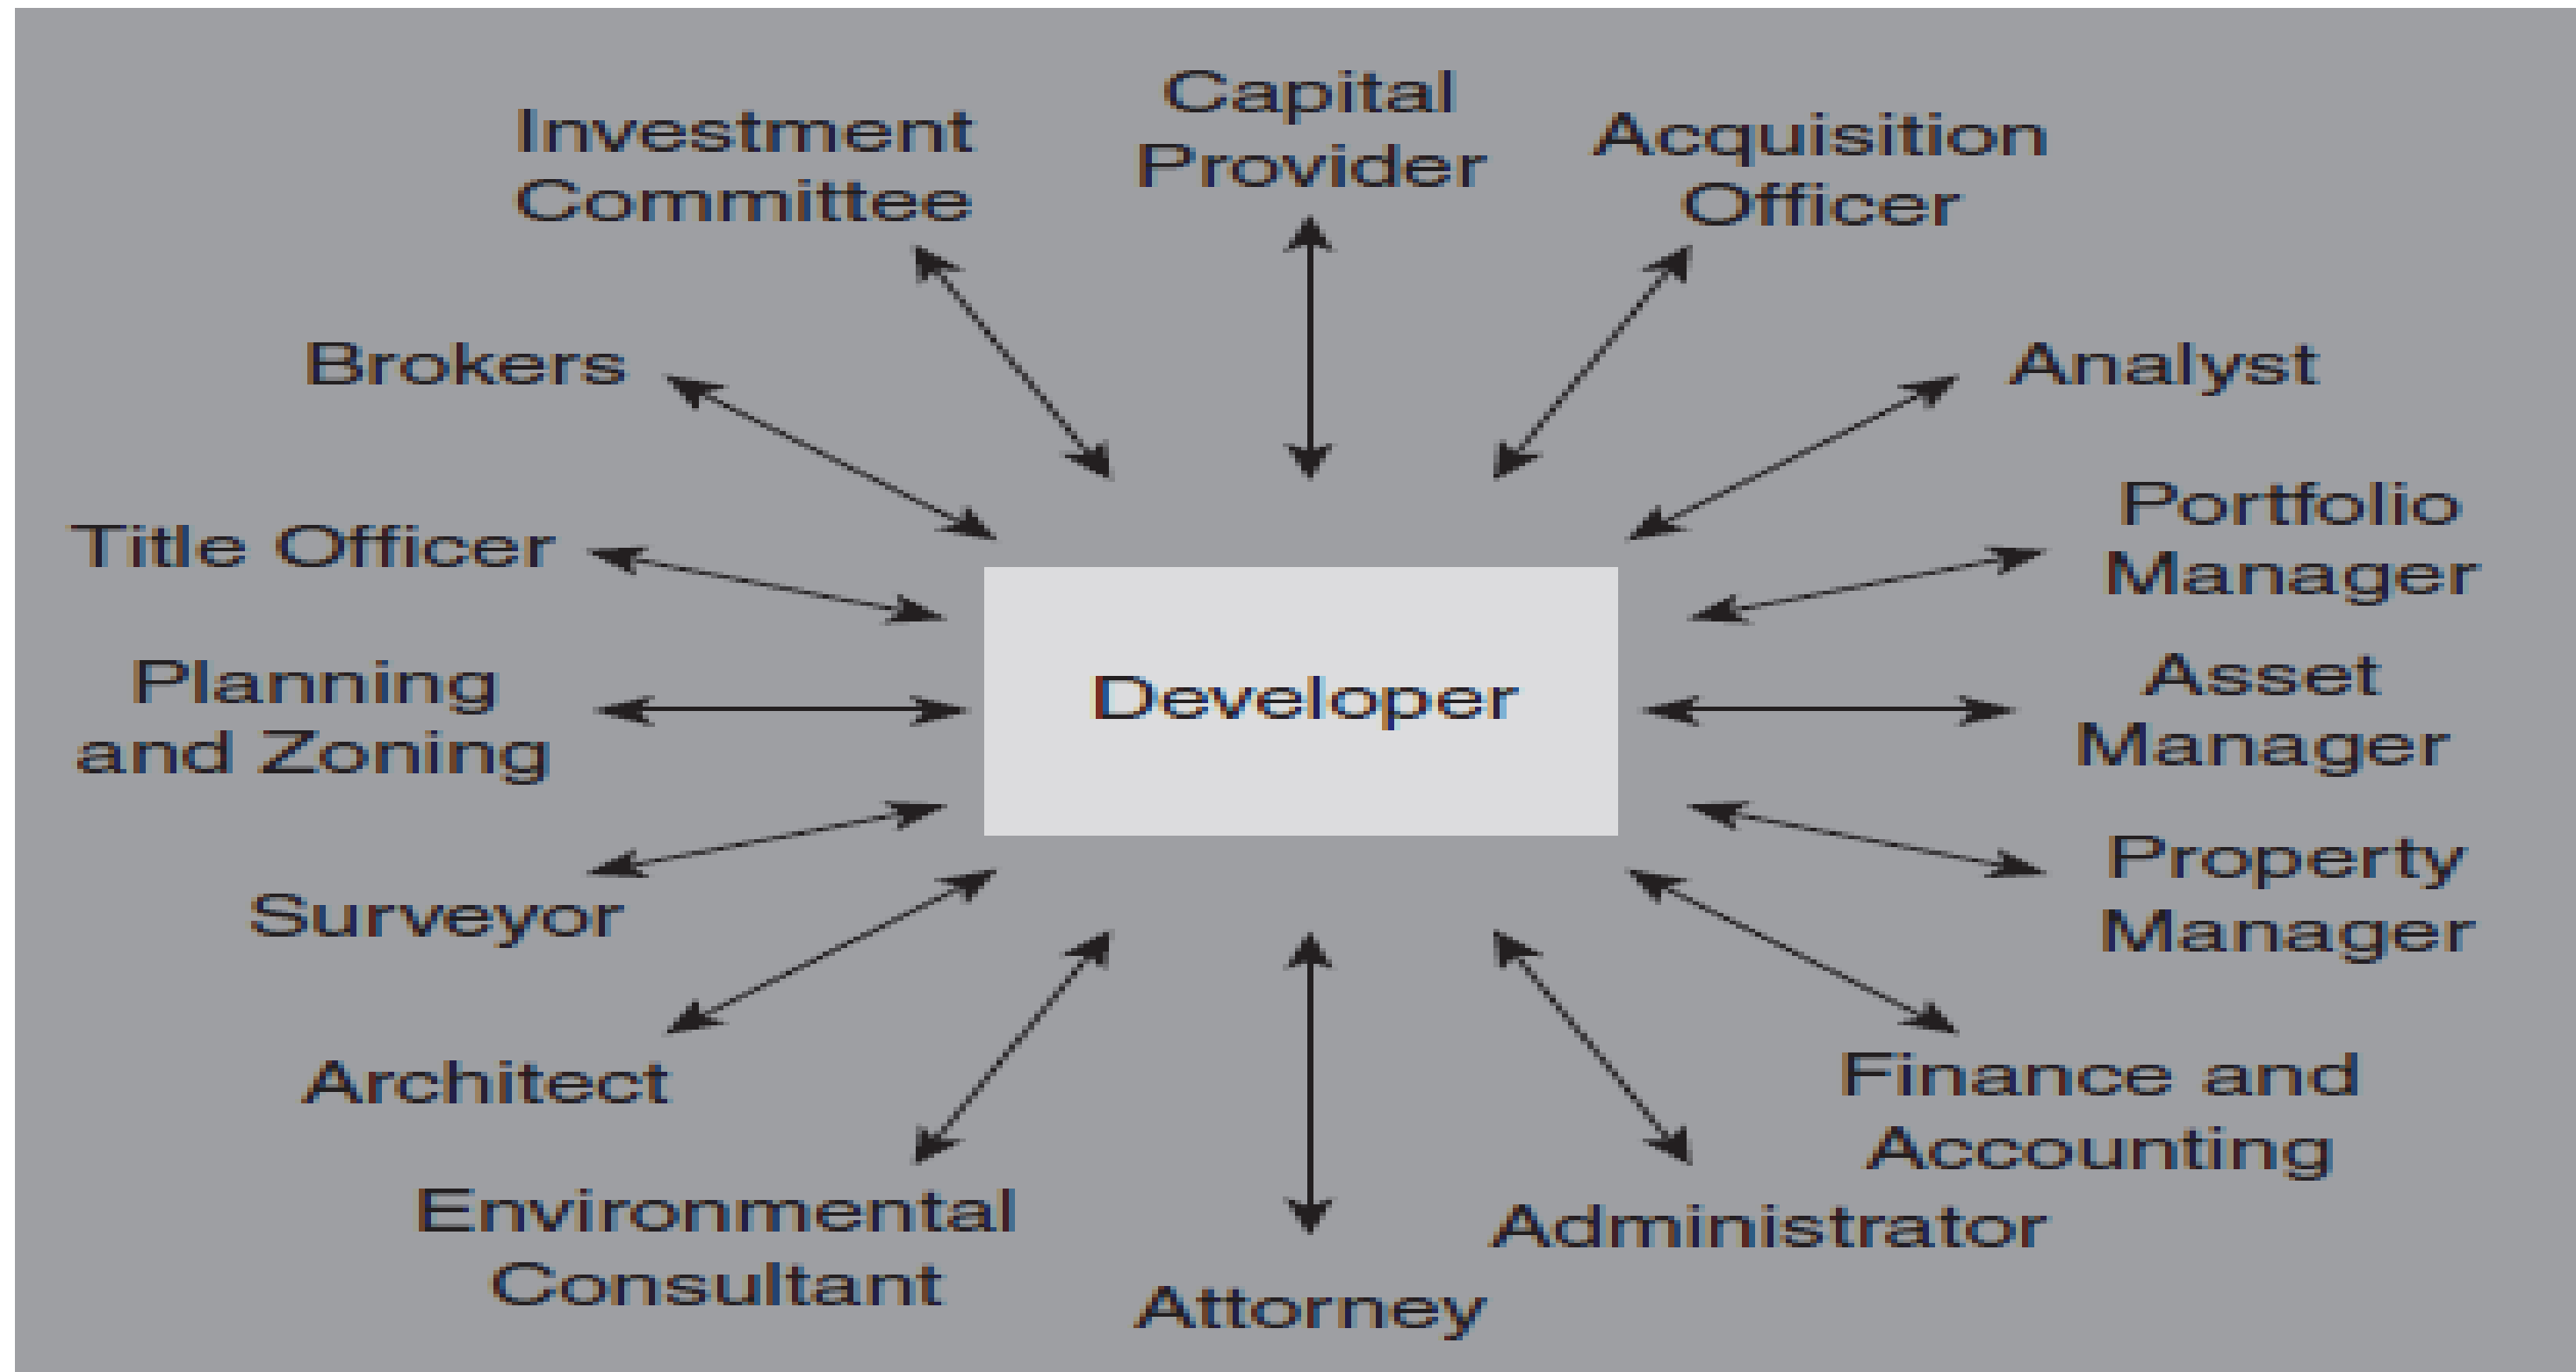 Capital
Provider
Investment
Committee
Acquisition
Officer
Brokers
Analyst
Title Officer
Portfolio
Manager
Planning
and Zoning
Developer
Asset
Manager
Surveyor
Property
Manager
Architect
Finance and
Accounting
Environmental
Consultant
Administrator
Attorney